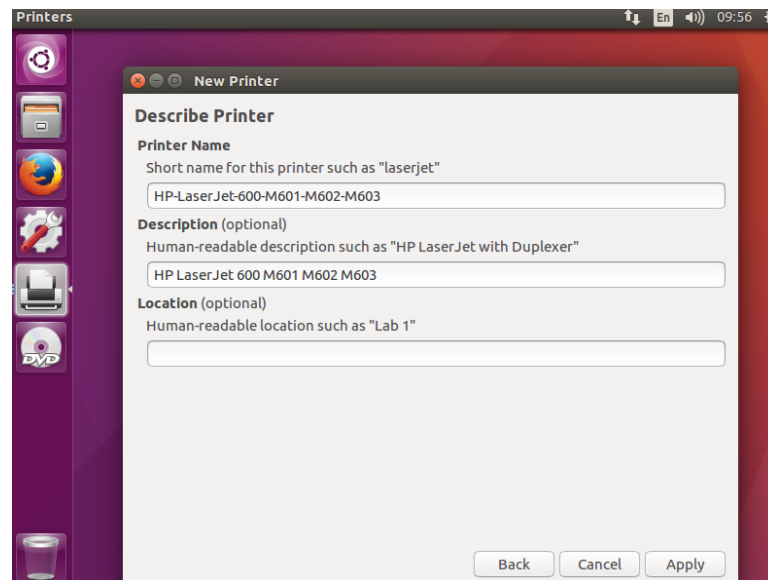 Printers
En
09:56
New Printer
Describe Printer
Printer Name
Short name for this printer such as "laserjet"
HP-LaserJet-600-M601-M602-M603
Description (optional)
Human-readable description such as "HP LaserJet with Duplexer"
HP LaserJet 600 M601 M602 M603
Location (optional)
Human-readable location such as "Lab 1"
DVD
Back Cancel Apply